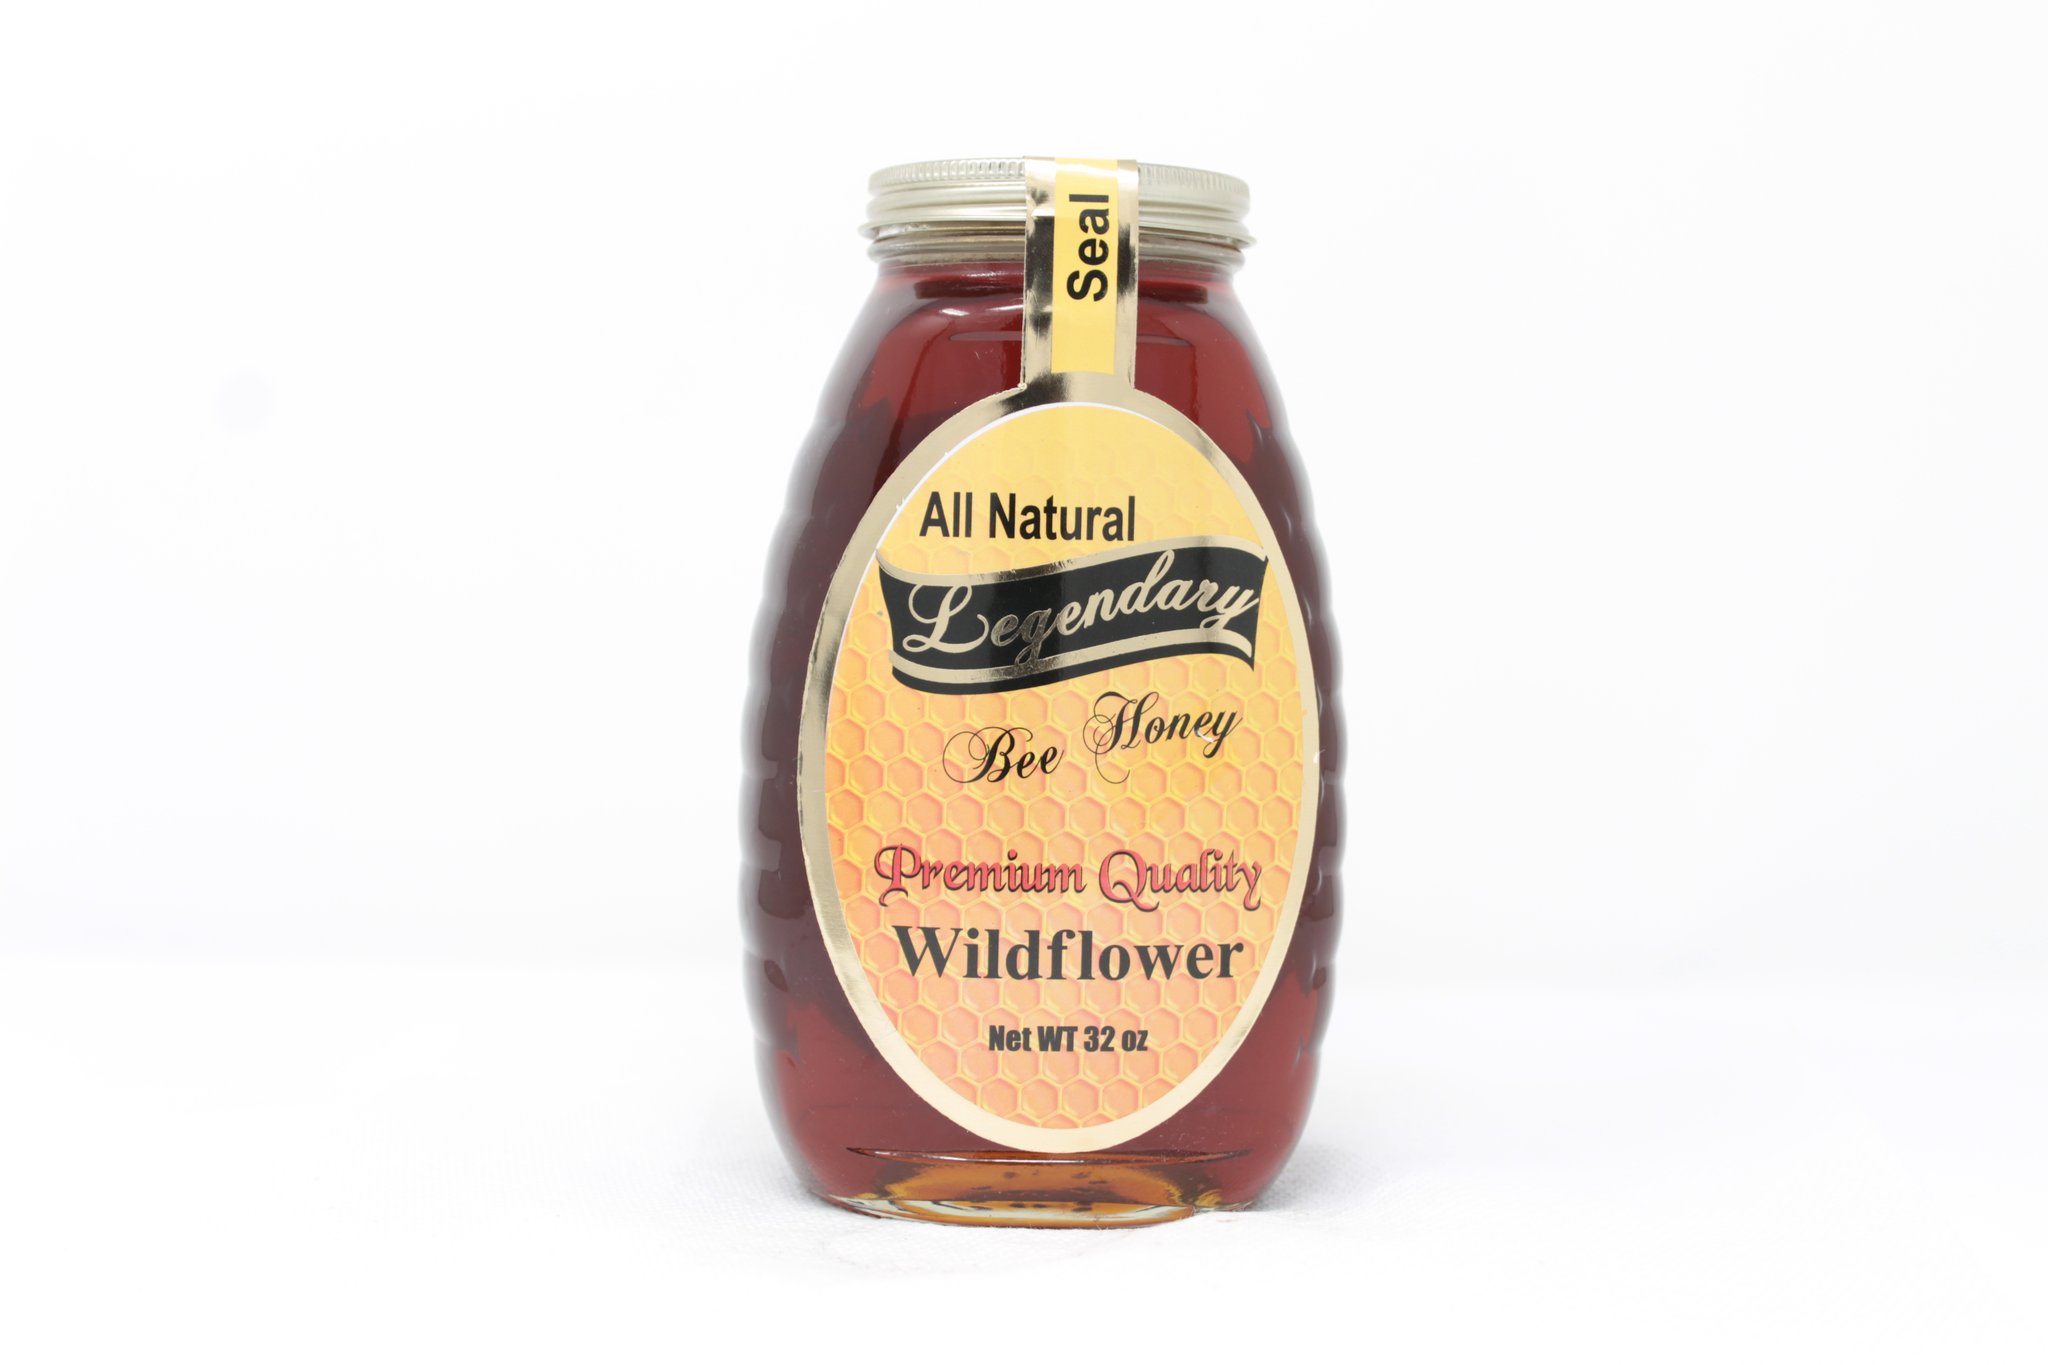 Seal
All Natural
Legendary
Bee Honey
Premium Quality
Wildflower
Net WT 32 oz